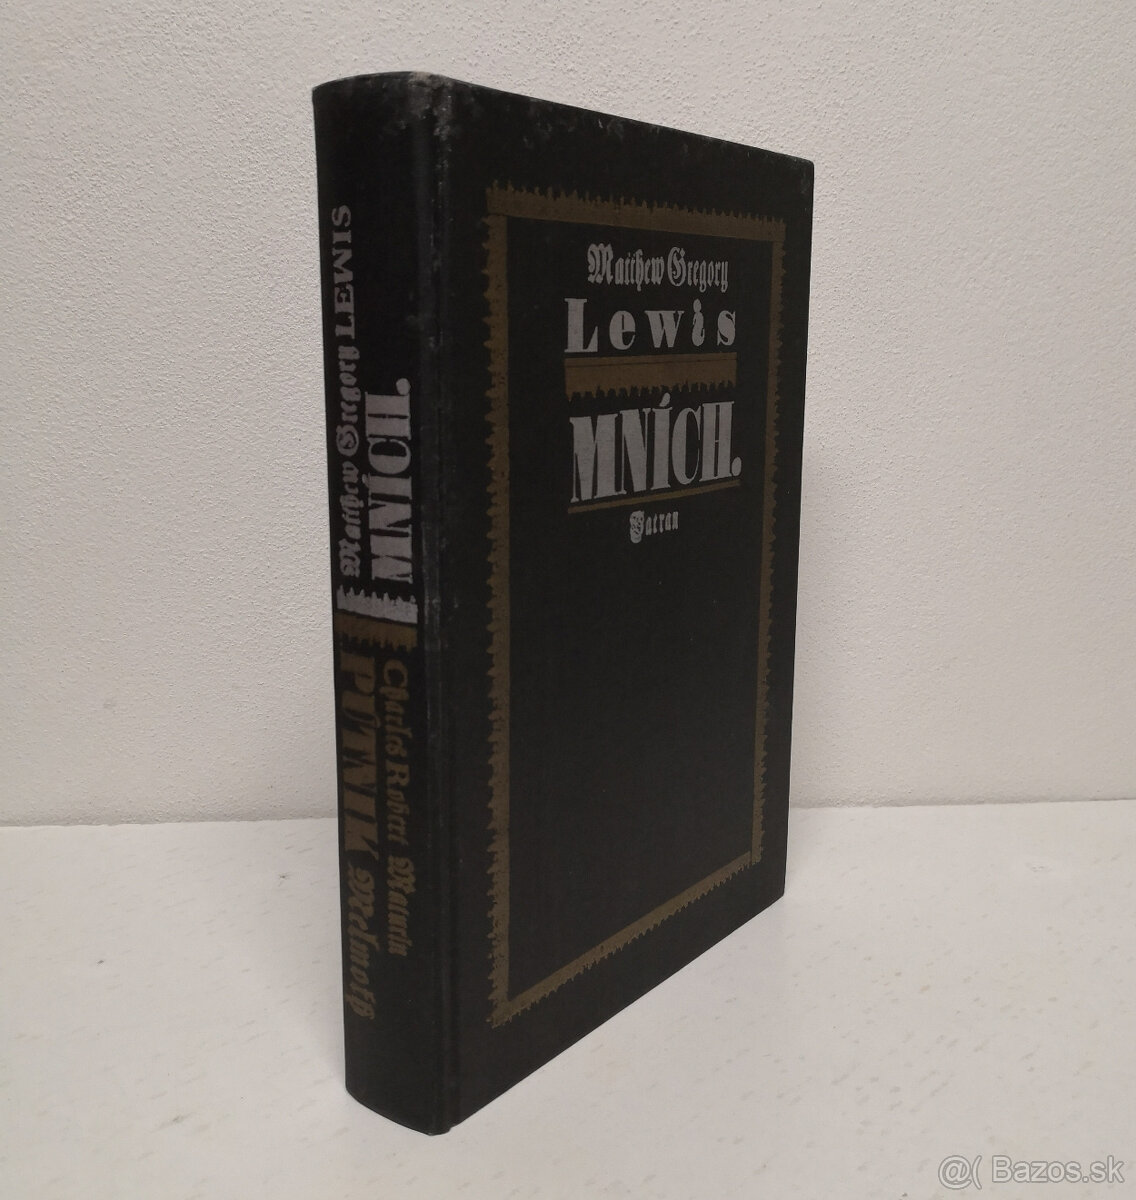 Matthew Gregory
Lewis
MNÍCH.
Tatran
Matthew Gregory LEWIS
MNÍCH.
Charles Robert Maturin
PÚTNIK Melmoth
@( Bazos.sk